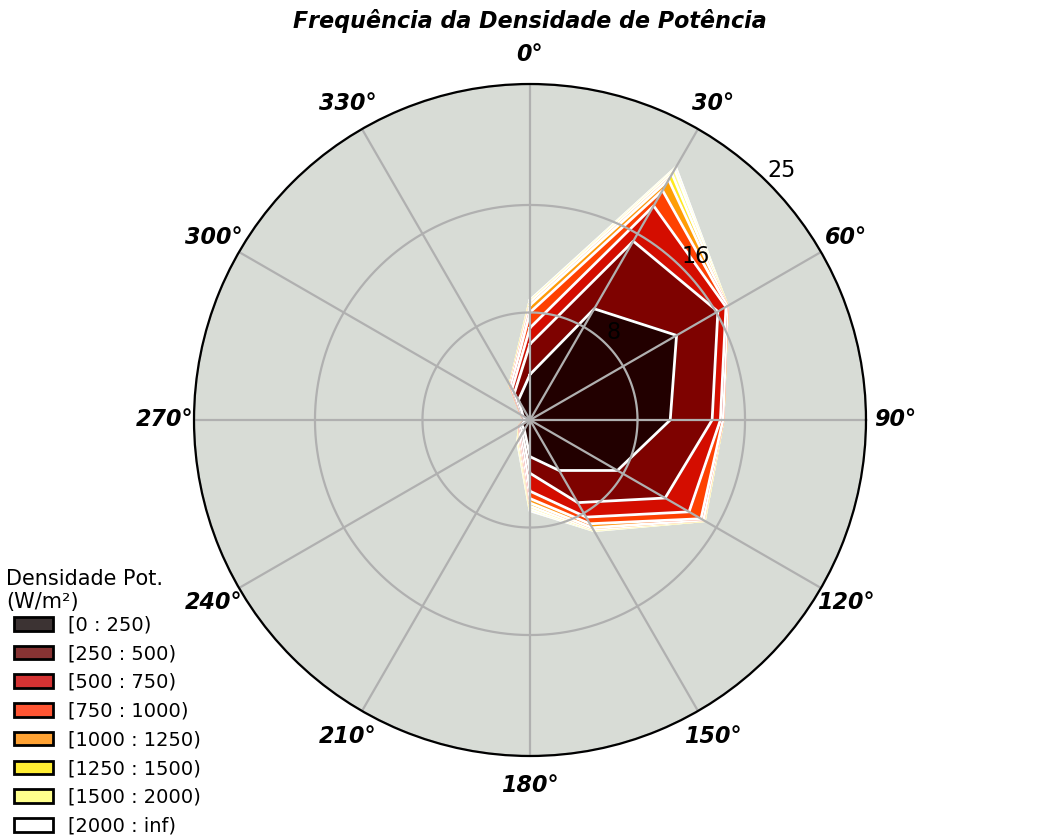 Frequência da Densidade de Potência
0°
330°
30°
25
300°
60°
16
8
270°
90°
240°
120°
210°
150°
180°
Densidade Pot.
(W/m²)
[0 : 250)
[250 : 500)
[500 : 750)
[750 : 1000)
[1000 : 1250)
[1250 : 1500)
[1500 : 2000)
[2000 : inf)